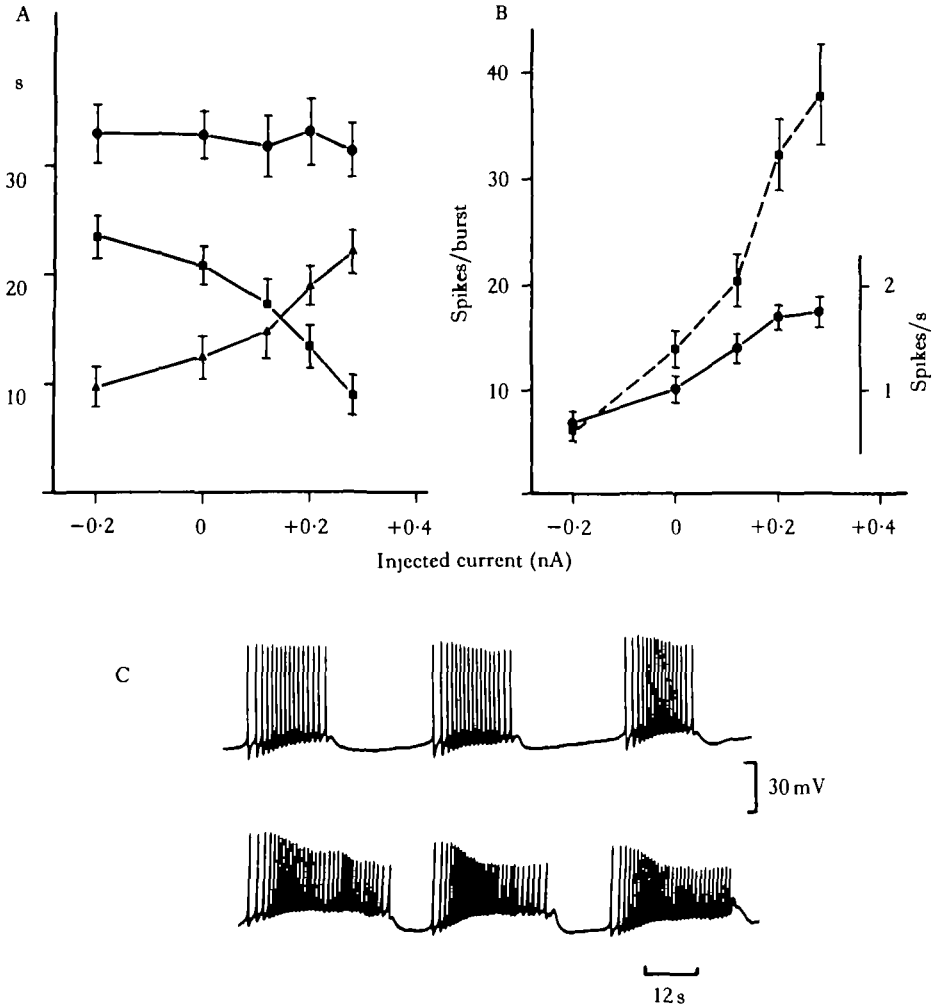 A
s
30
20
10
−0·2 0 +0·2 +0·4
B
40
30
20
10
Spikes/burst
2
1
Spikes/s
−0·2 0 +0·2 +0·4
Injected current (nA)
C
30 mV
12 s